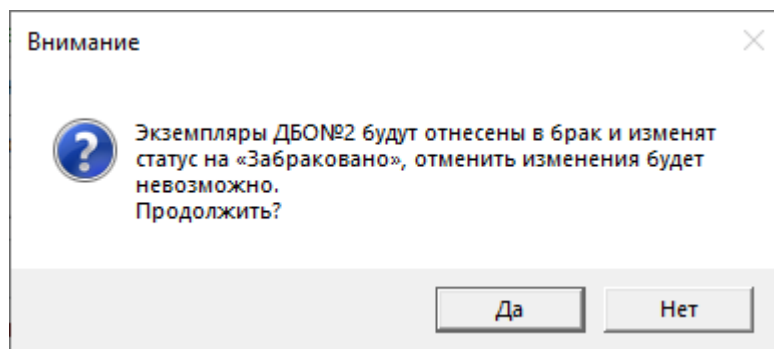 Внимание
Экземпляры ДБО№2 будут отнесены в брак и изменят
статус на «Забраковано», отменить изменения будет
невозможно.
Продолжить?
Да
Нет